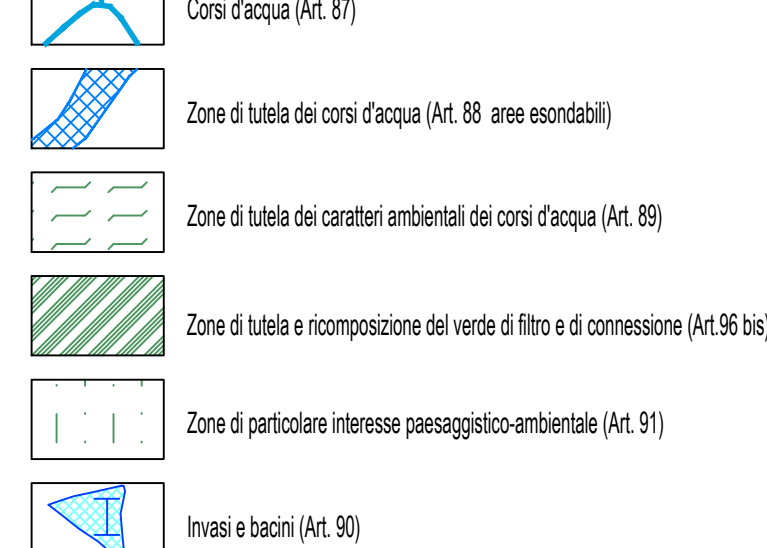 Corsi d'acqua (Art. 87)
Zone di tutela dei corsi d'acqua (Art. 88 aree esondabili)
Zone di tutela dei caratteri ambientali dei corsi d'acqua (Art. 89)
Zone di tutela e ricomposizione del verde di filtro e di connessione (Art.96 bis)
Zone di particolare interesse paesaggistico-ambientale (Art. 91)
Invasi e bacini (Art. 90)